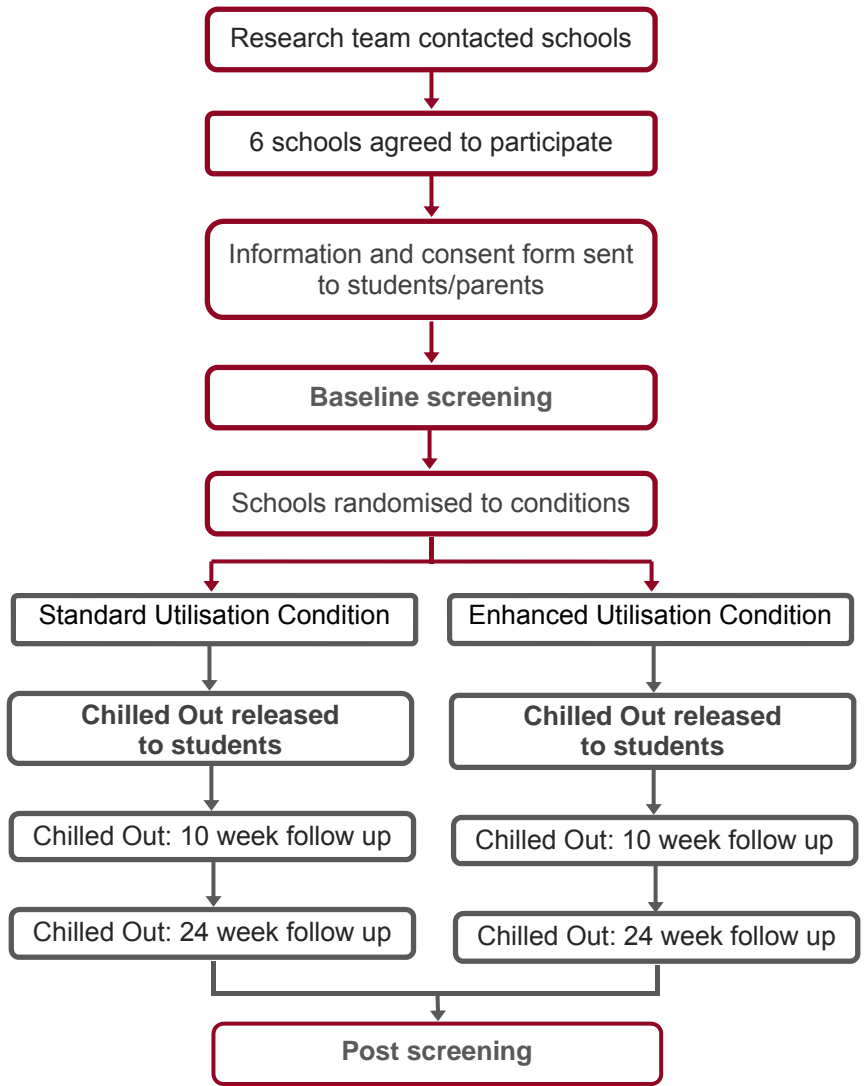 Research team contacted schools
6 schools agreed to participate
Information and consent form sent
to students/parents
Baseline screening
Schools randomised to conditions
Standard Utilisation Condition
Enhanced Utilisation Condition
Chilled Out released
to students
Chilled Out released
to students
Chilled Out: 10 week follow up
Chilled Out: 10 week follow up
Chilled Out: 24 week follow up
Chilled Out: 24 week follow up
Post screening